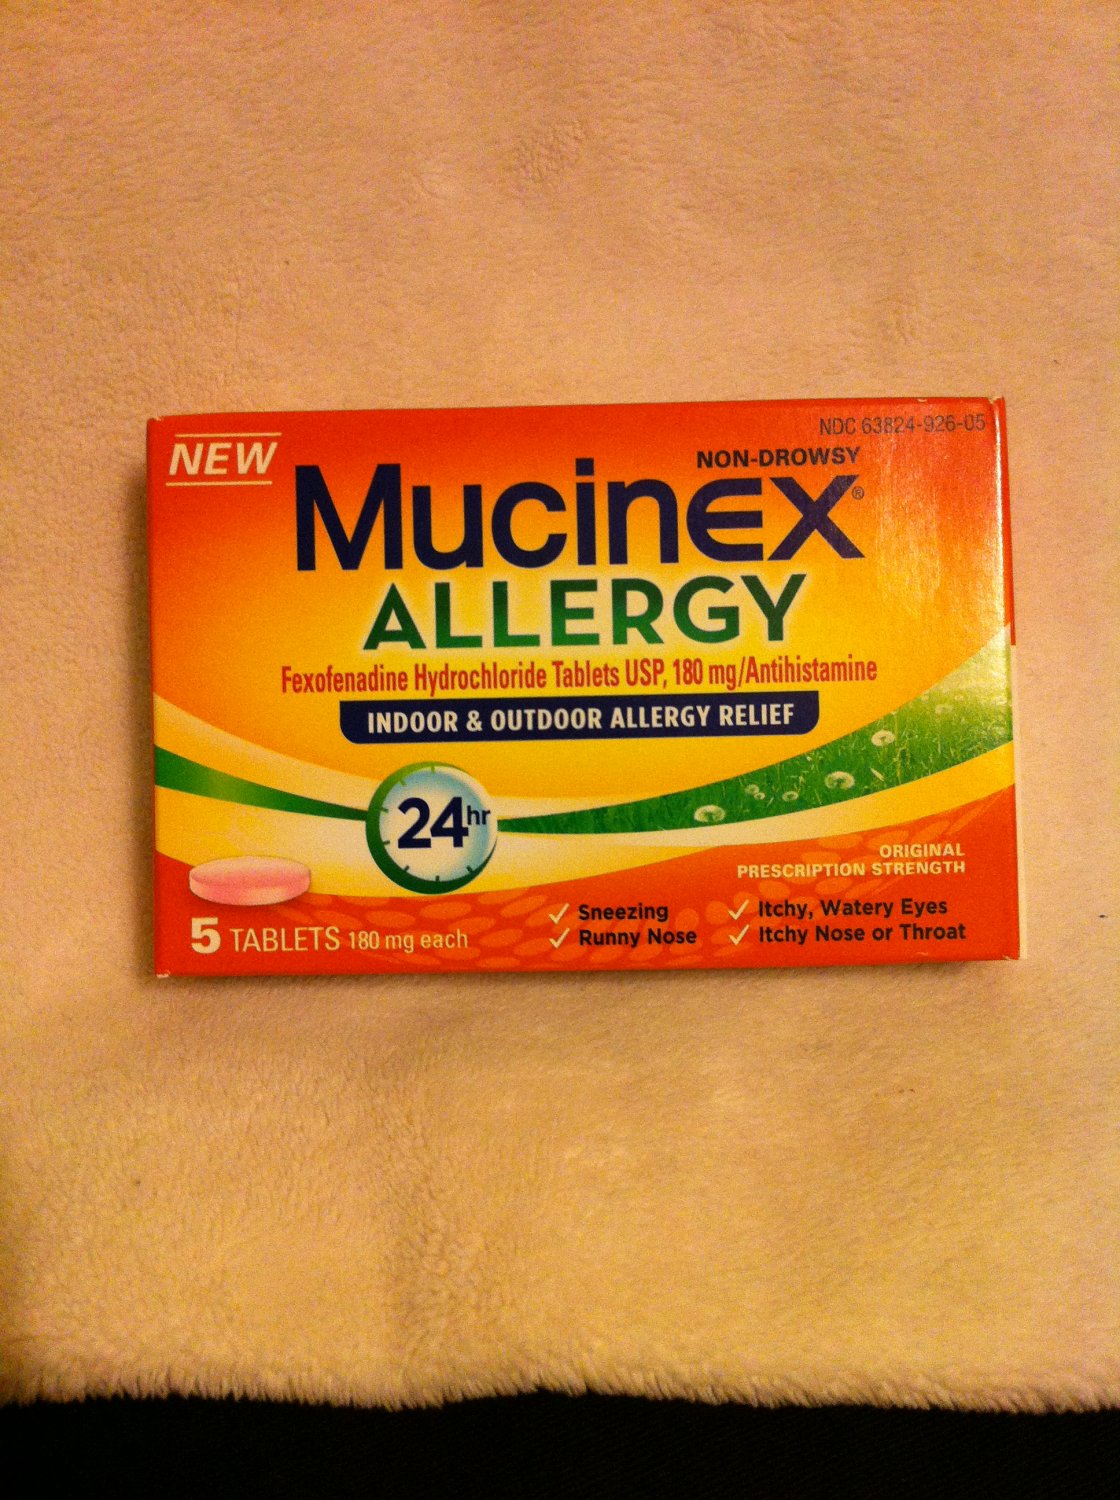 NDC 63824-926-05
NEW
NON-DROWSY
Mucinex®
ALLERGY
Fexofenadine Hydrochloride Tablets USP, 180 mg/Antihistamine
INDOOR & OUTDOOR ALLERGY RELIEF
24hr
ORIGINAL
PRESCRIPTION STRENGTH
5 TABLETS 180 mg each
✓ Sneezing
✓ Runny Nose
✓ Itchy, Watery Eyes
✓ Itchy Nose or Throat